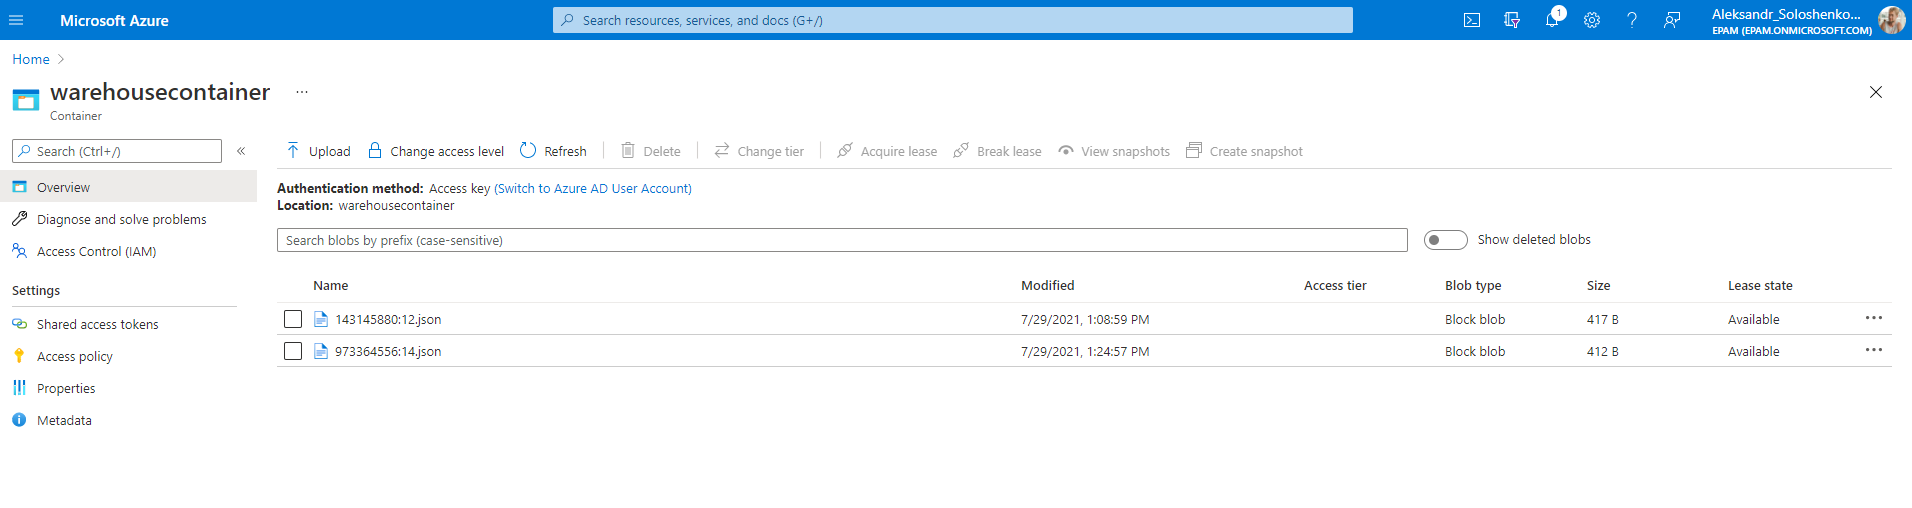 Microsoft Azure
Search resources, services, and docs (G+/)
1
Aleksandr_Soloshenko...
EPAM (EPAM.ONMICROSOFT.COM)
Home
warehousecontainer
...
Container
Search (Ctrl+/)
«
Upload
Change access level
Refresh
Delete
Change tier
Acquire lease
Break lease
View snapshots
Create snapshot
Overview
Diagnose and solve problems
Access Control (IAM)
Settings
Shared access tokens
Access policy
Properties
Metadata
Authentication method: Access key (Switch to Azure AD User Account)
Location: warehousecontainer
Search blobs by prefix (case-sensitive)
Show deleted blobs
Name Modified Access tier Blob type Size Lease state
143145880:12.json 7/29/2021, 1:08:59 PM Block blob 417 B Available ...
973364556:14.json 7/29/2021, 1:24:57 PM Block blob 412 B Available ...